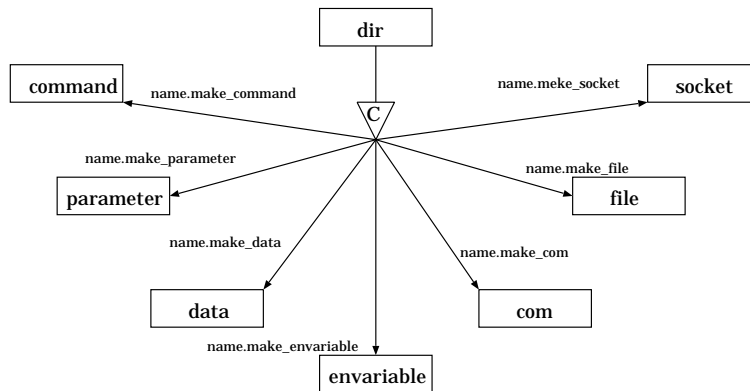 dir
command
name.make_command
name.meke_socket
socket
C
name.make_parameter
name.make_file
parameter
file
name.make_data
name.make_com
data
com
name.make_envariable
envariable